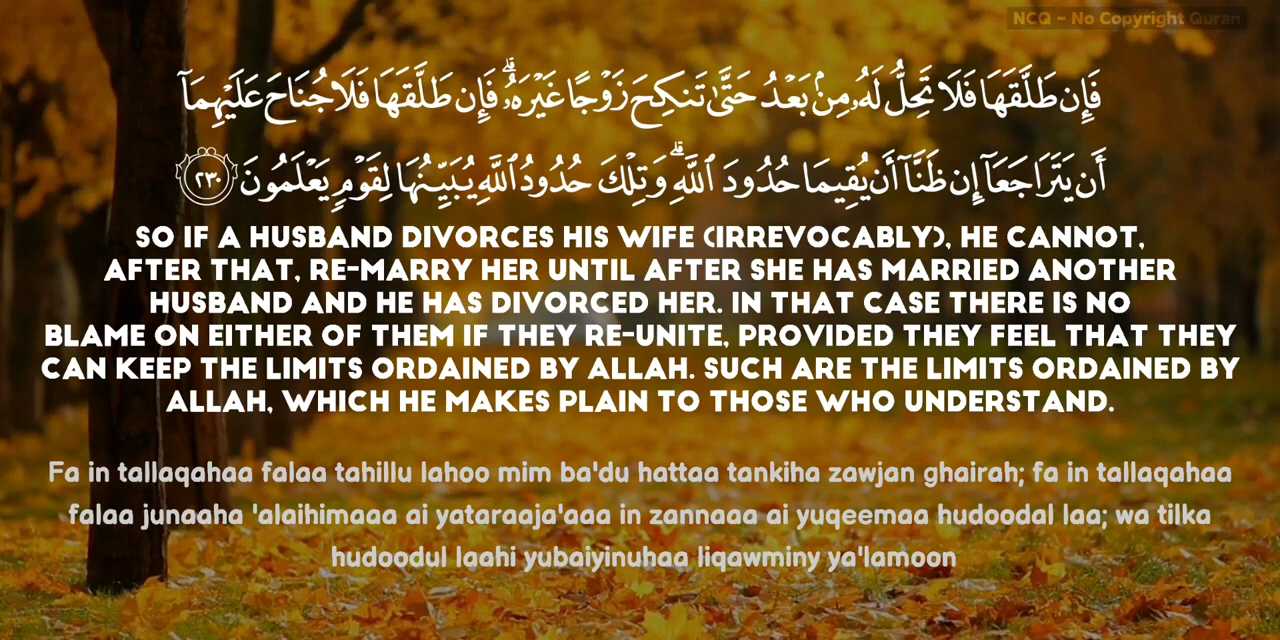 NCQ - No Copyright Quran
فَإِن طَلَّقَهَا فَلَا تَحِلُّ لَهُۥ مِنۢ بَعْدُ حَتَّىٰ تَنكِحَ زَوْجًا غَيْرَهُۥ ۗ فَإِن طَلَّقَهَا فَلَا جُنَاحَ عَلَيْهِمَآ
أَن يَتَرَاجَعَآ إِن ظَنَّآ أَن يُقِيمَا حُدُودَ ٱللَّهِ ۗ وَتِلْكَ حُدُودُ ٱللَّهِ يُبَيِّنُهَا لِقَوْمٍ يَعْلَمُونَ ٢٣٠
SO IF A HUSBAND DIVORCES HIS WIFE (IRREVOCABLY), HE CANNOT,
AFTER THAT, RE-MARRY HER UNTIL AFTER SHE HAS MARRIED ANOTHER
HUSBAND AND HE HAS DIVORCED HER. IN THAT CASE THERE IS NO
BLAME ON EITHER OF THEM IF THEY RE-UNITE, PROVIDED THEY FEEL THAT THEY
CAN KEEP THE LIMITS ORDAINED BY ALLAH. SUCH ARE THE LIMITS ORDAINED BY
ALLAH, WHICH HE MAKES PLAIN TO THOSE WHO UNDERSTAND.
Fa in tallaqahaa falaa tahillu lahoo mim ba'du hattaa tankiha zawjan ghairah; fa in tallaqahaa
falaa junaaha 'alaihimaaa ai yataraaja'aaa in zannaaa ai yuqeemaa hudoodal laa; wa tilka
hudoodul laahi yubaiyinuhaa liqawminy ya'lamoon